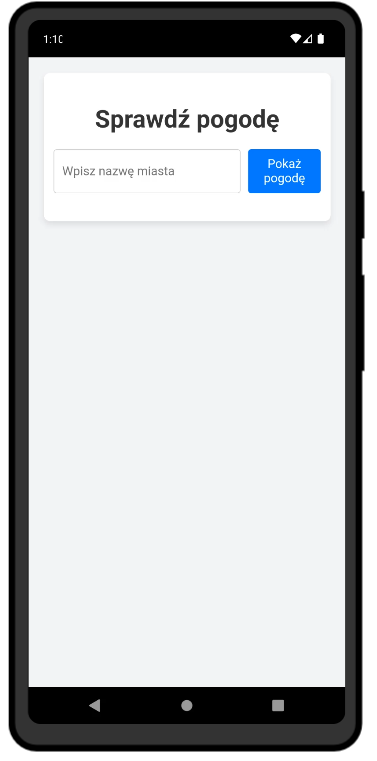 1:10
Sprawdź pogodę
Wpisz nazwę miasta
Pokaż
pogodę